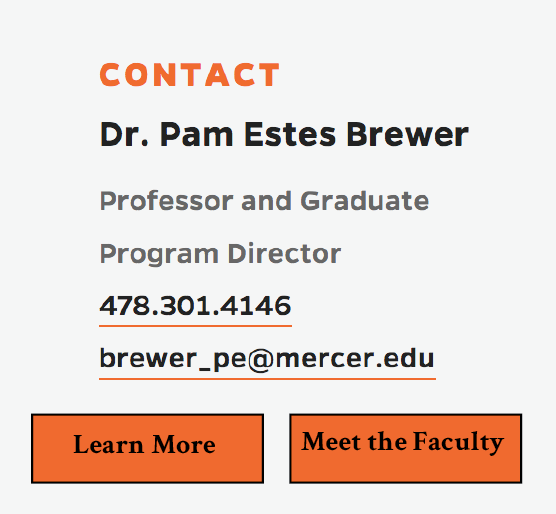 CONTACT
Dr. Pam Estes Brewer
Professor and Graduate
Program Director
478.301.4146
brewer_pe@mercer.edu
Learn More
Meet the Faculty